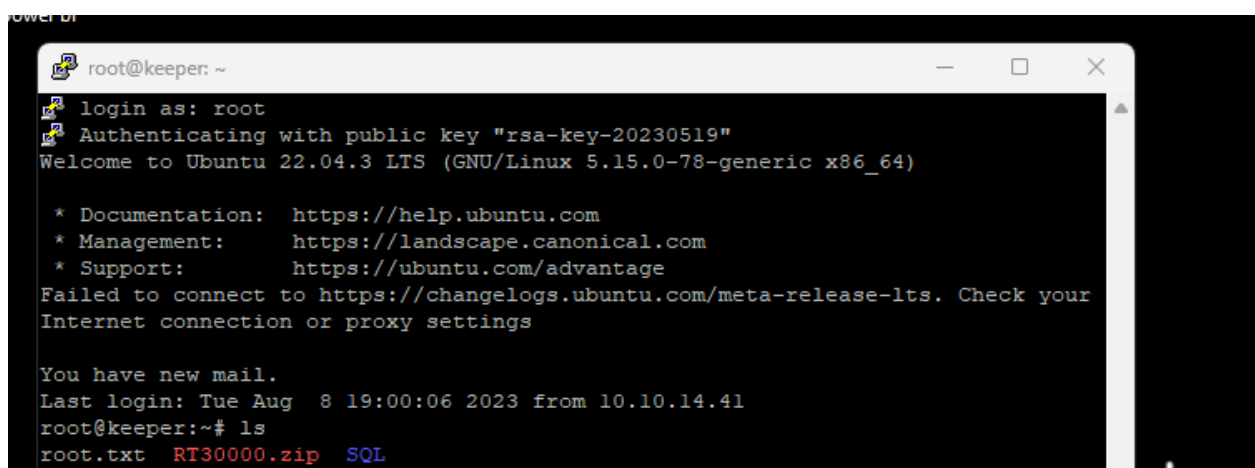 root@keeper: ~
login as: root
Authenticating with public key "rsa-key-20230519"
Welcome to Ubuntu 22.04.3 LTS (GNU/Linux 5.15.0-78-generic x86_64)
* Documentation:  https://help.ubuntu.com
* Management:     https://landscape.canonical.com
* Support:        https://ubuntu.com/advantage
Failed to connect to https://changelogs.ubuntu.com/meta-release-lts. Check your
Internet connection or proxy settings
You have new mail.
Last login: Tue Aug  8 19:00:06 2023 from 10.10.14.41
root@keeper:~# ls
root.txt  RT30000.zip  SQL